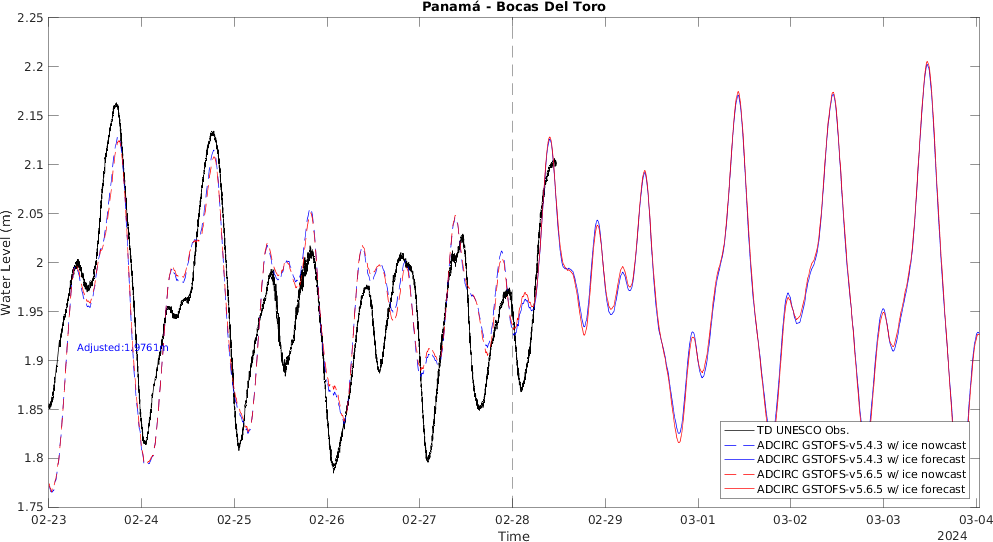 Panamá - Bocas Del Toro
2.25
2.2
2.15
2.1
2.05
2
1.95
1.9
1.85
1.8
1.75
Water Level (m)
Adjusted:1.9761m
TD UNESCO Obs.
ADCIRC GSTOFS-v5.4.3 w/ ice nowcast
ADCIRC GSTOFS-v5.4.3 w/ ice forecast
ADCIRC GSTOFS-v5.6.5 w/ ice nowcast
ADCIRC GSTOFS-v5.6.5 w/ ice forecast
02-23 02-24 02-25 02-26 02-27 02-28 02-29 03-01 03-02 03-03 03-04
Time
2024